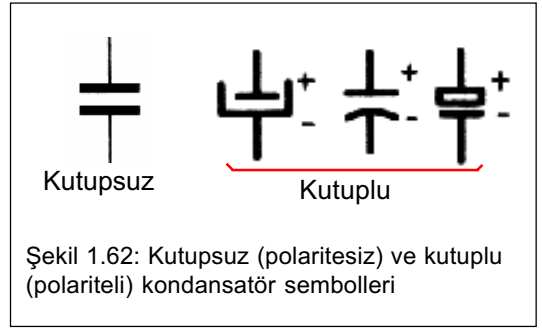 + + +
- - -
Kutupsuz
Kutuplu
Şekil 1.62: Kutupsuz (polaritesiz) ve kutuplu
(polariteli) kondansatör sembolleri